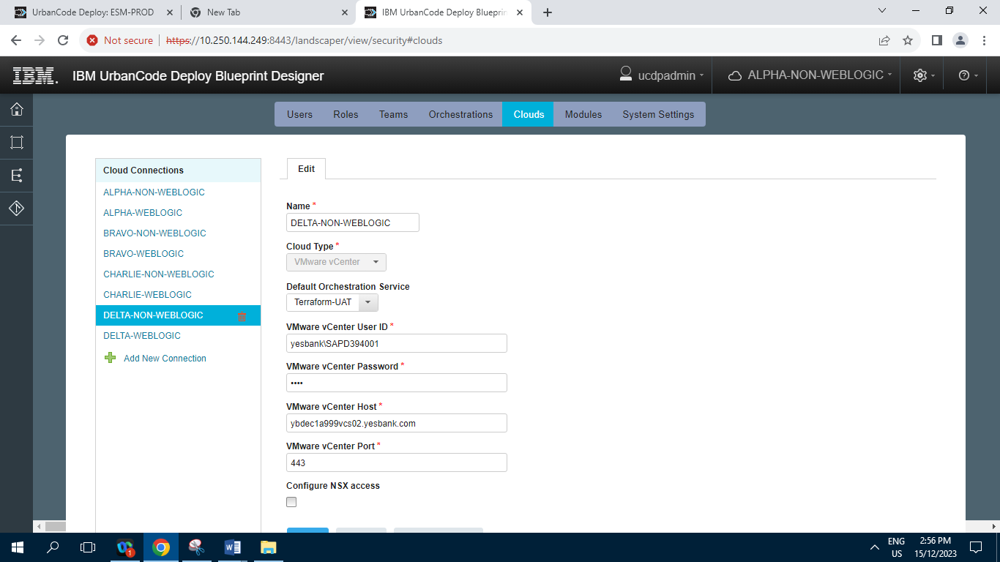 UrbanCode Deploy: ESM-PROD
New Tab
IBM UrbanCode Deploy Blueprin
Not secure
https://10.250.144.249:8443/landscaper/view/security#clouds
IBM.
IBM UrbanCode Deploy Blueprint Designer
ucdpadmin
ALPHA-NON-WEBLOGIC
Users
Roles
Teams
Orchestrations
Clouds
Modules
System Settings
Cloud Connections
ALPHA-NON-WEBLOGIC
ALPHA-WEBLOGIC
BRAVO-NON-WEBLOGIC
BRAVO-WEBLOGIC
CHARLIE-NON-WEBLOGIC
CHARLIE-WEBLOGIC
DELTA-NON-WEBLOGIC
DELTA-WEBLOGIC
Add New Connection
Edit
Name *
DELTA-NON-WEBLOGIC
Cloud Type *
VMware vCenter
Default Orchestration Service
Terraform-UAT
VMware vCenter User ID *
yesbank\SAPD394001
VMware vCenter Password *
••••
VMware vCenter Host *
ybdec1a999vcs02.yesbank.com
VMware vCenter Port *
443
Configure NSX access
1
ENG
US
2:56 PM
15/12/2023